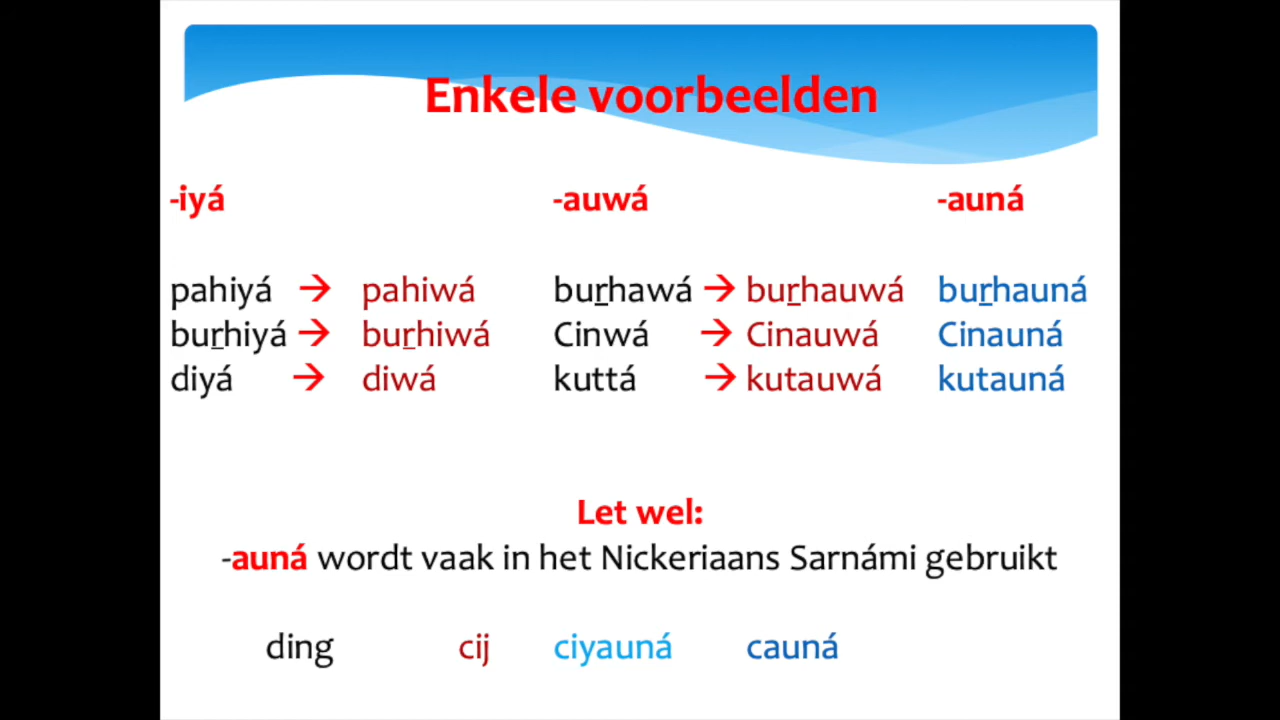 Enkele voorbeelden
-iyá -auwá -auná
pahiyá → pahiwá burhawá → burhauwá burhauná
burhiyá → burhiwá Cinwá → Cinauwá Cinauná
diyá → diwá kuttá → kutauwá kutauná
Let wel:
-auná wordt vaak in het Nickeriaans Sarnámi gebruikt
ding cij ciyauná cauná